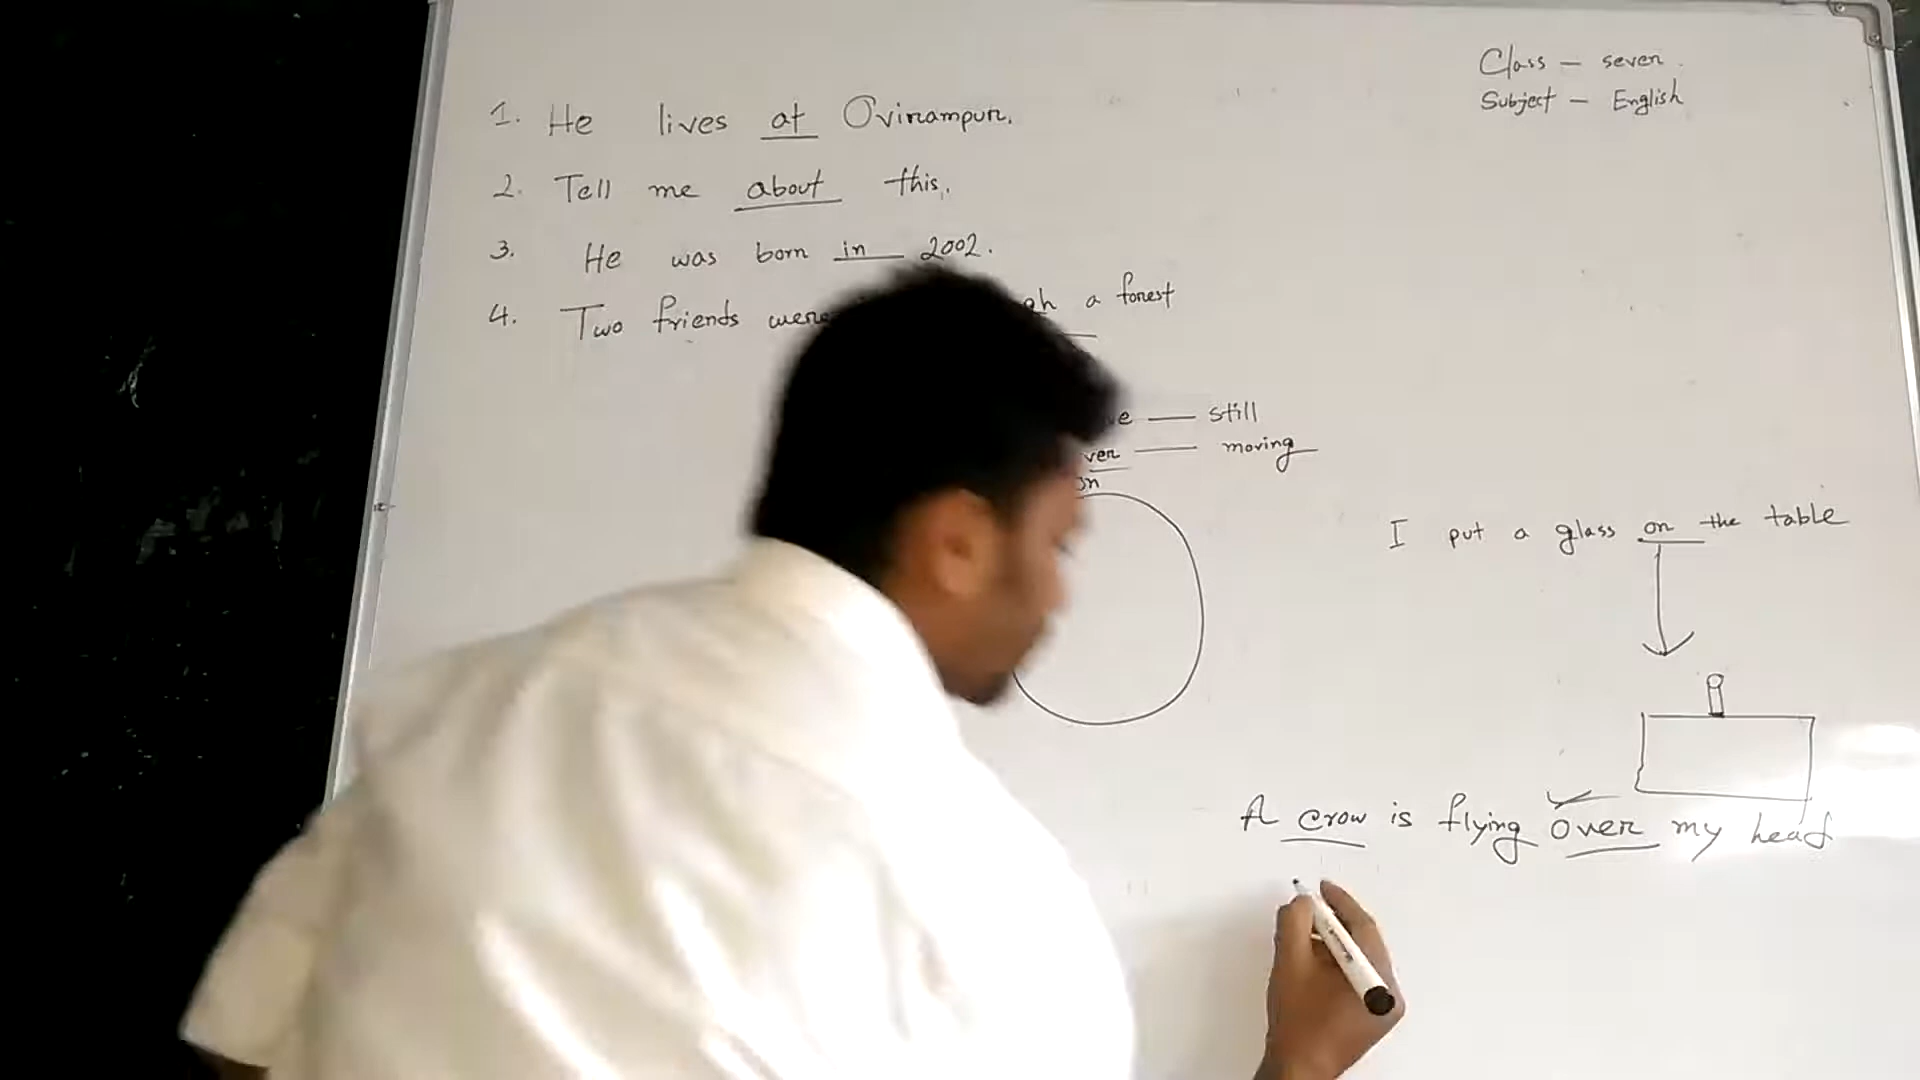 Class — seven
Subject — English
1. He lives at Ovirampur.
2. Tell me about this.
3. He was born in 2002.
4. Two friends were a forest
still
moving
on
I put a glass on the table
A crow is flying over my head